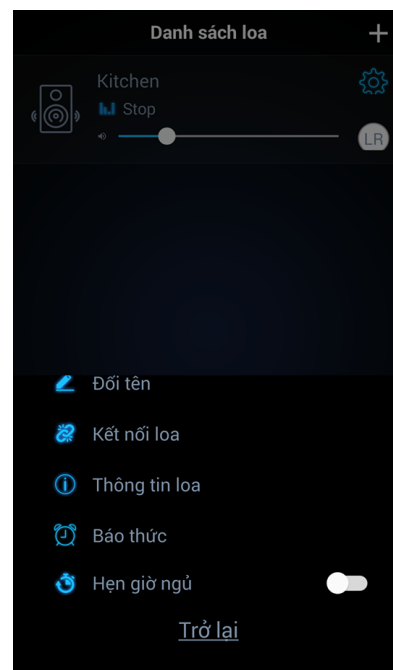 Danh sách loa
Kitchen
Stop
LR
Đổi tên
Kết nối loa
Thông tin loa
Báo thức
Hẹn giờ ngủ
Trở lại